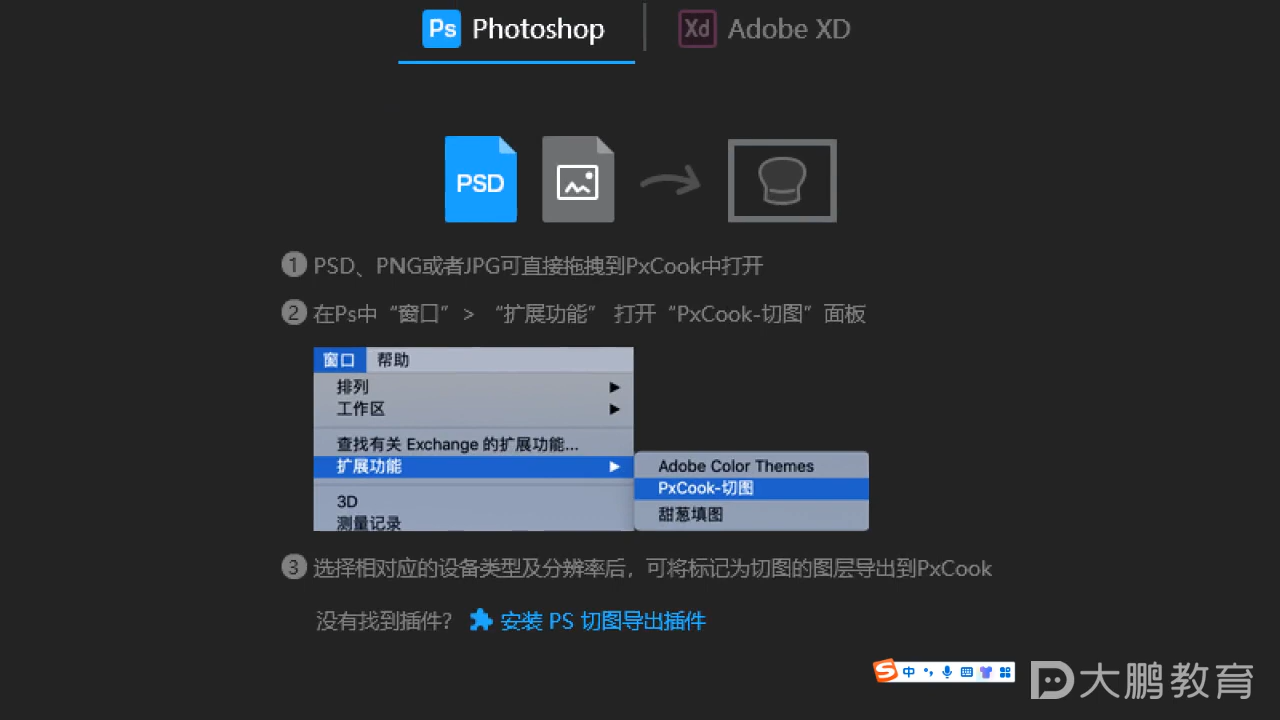 Ps Photoshop
Xd Adobe XD
PSD
1 PSD、PNG或者JPG可直接拖拽到PxCook中打开
2 在Ps中“窗口”> “扩展功能” 打开“PxCook-切图”面板
窗口 帮助
排列
工作区
查找有关 Exchange 的扩展功能...
扩展功能
Adobe Color Themes
PxCook-切图
甜葱填图
3D
测量记录
3 选择相对应的设备类型及分辨率后，可将标记为切图的图层导出到PxCook
没有找到插件？ 安装 PS 切图导出插件
S 中
大鹏教育